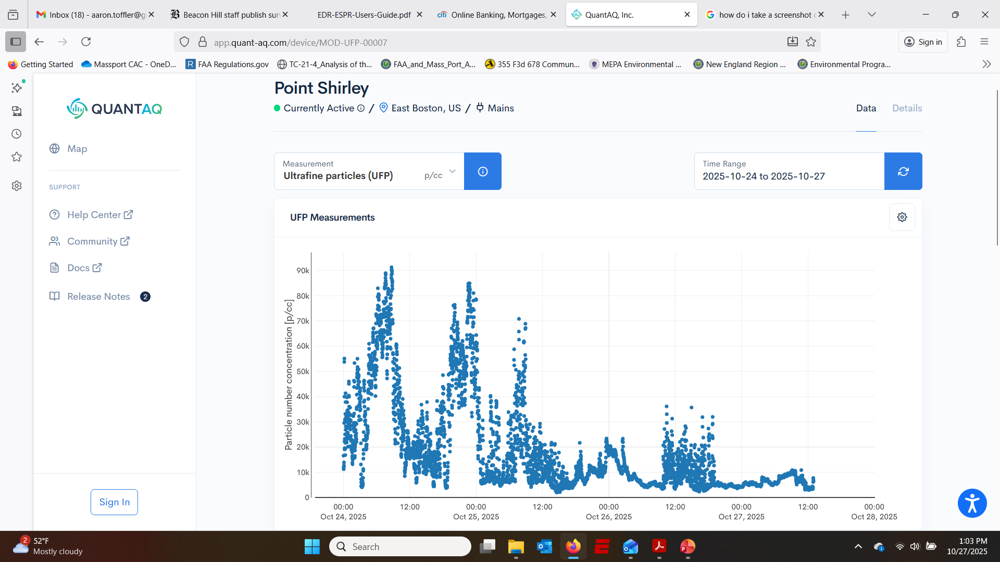 Inbox (18) - aaron.toffler@g
Beacon Hill staff publish sur
EDR-ESPR-Users-Guide.pdf
citi Online Banking, Mortgages,
QuantAQ, Inc.
how do i take a screenshot
app.quant-aq.com/device/MOD-UFP-00007
Sign in
Getting Started
Massport CAC - OneD...
FAA Regulations.gov
TC-21-4_Analysis of th...
FAA_and_Mass_Port_A...
355 F3d 678 Commun...
MEPA Environmental ...
New England Region ...
Environmental Progra...
QUANTAQ
Map
SUPPORT
Help Center
Community
Docs
Release Notes 2
Sign In
Point Shirley
Currently Active / East Boston, US / Mains
Data Details
Measurement
Ultrafine particles (UFP) p/cc
Time Range
2025-10-24 to 2025-10-27
UFP Measurements
Particle number concentration [p/cc]
90k
80k
70k
60k
50k
40k
30k
20k
10k
0
00:00 12:00 00:00 12:00 00:00 12:00 00:00 12:00 00:00
Oct 24, 2025 Oct 25, 2025 Oct 26, 2025 Oct 27, 2025 Oct 28, 2025
2
52°F
Mostly cloudy
Search
1:03 PM
10/27/2025